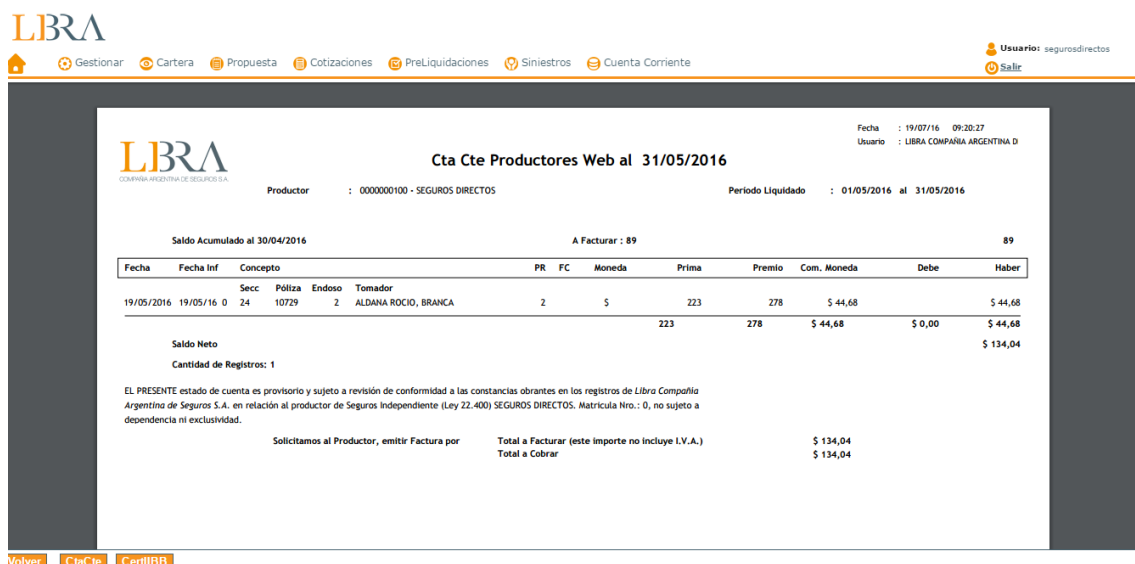 LIBRA
Usuario: segurosdirectos
Gestionar Cartera Propuesta Cotizaciones PreLiquidaciones Siniestros Cuenta Corriente
Salir
Fecha : 19/07/16 09:20:27
Usuario : LIBRA COMPAÑIA ARGENTINA D
LIBRA
COMPAÑIA ARGENTINA DE SEGUROS S.A.
Cta Cte Productores Web al 31/05/2016
Productor : 0000000100 - SEGUROS DIRECTOS Periodo Liquidado : 01/05/2016 al 31/05/2016
Saldo Acumulado al 30/04/2016 A Facturar : 89 89
Fecha Fecha Inf Concepto PR FC Moneda Prima Premio Com. Moneda Debe Haber
Secc Póliza Endoso Tomador
19/05/2016 19/05/16 0 24 10729 2 ALDANA ROCIO, BRANCA 2 $ 223 278 $ 44,68 $ 44,68
223 278 $ 44,68 $ 0,00 $ 44,68
Saldo Neto $ 134,04
Cantidad de Registros: 1
EL PRESENTE estado de cuenta es provisorio y sujeto a revisión de conformidad a las constancias obrantes en los registros de Libra Compañia
Argentina de Seguros S.A. en relación al productor de Seguros Independiente (Ley 22.400) SEGUROS DIRECTOS. Matricula Nro.: 0, no sujeto a
dependencia ni exclusividad.
Solicitamos al Productor, emitir Factura por Total a Facturar (este importe no incluye I.V.A.) $ 134,04
Total a Cobrar $ 134,04
Volver CtaCte CertIIBB